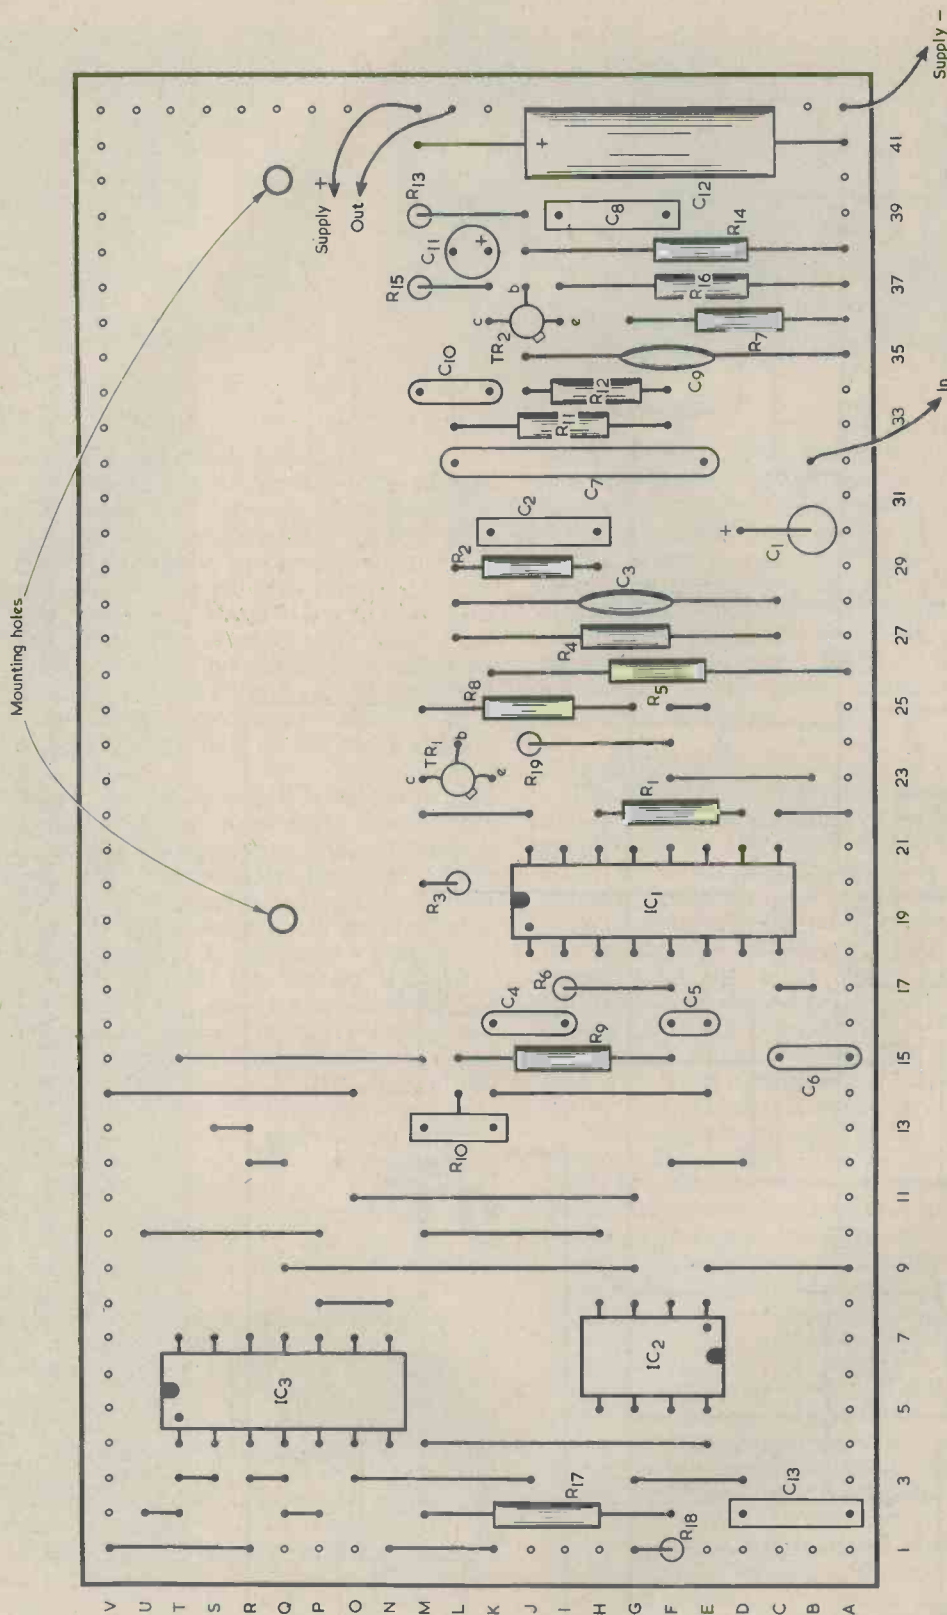 Supply –
Supply +
Out
In
Mounting holes
R13
C11
R15
C8
C12
R14
R16
R7
c
b
e
TR2
C10
R12
C9
R11
C7
C2
+
C1
R2
C3
R4
R5
R8
TR1
c
b
e
R19
R1
R3
IC1
R6
C4
C5
R9
C6
R10
IC3
IC2
R17
C13
R18
+
+
41
39
37
35
33
31
29
27
25
23
21
19
17
15
13
11
9
7
5
3
1
V
U
T
S
R
Q
P
O
N
M
L
K
J
I
H
G
F
E
D
C
B
A